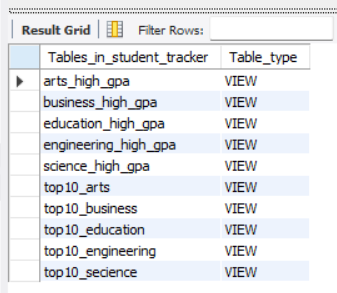 Result Grid Filter Rows:
Tables_in_student_tracker Table_type
arts_high_gpa VIEW
business_high_gpa VIEW
education_high_gpa VIEW
engineering_high_gpa VIEW
science_high_gpa VIEW
top10_arts VIEW
top10_business VIEW
top10_education VIEW
top10_engineering VIEW
top10_secience VIEW